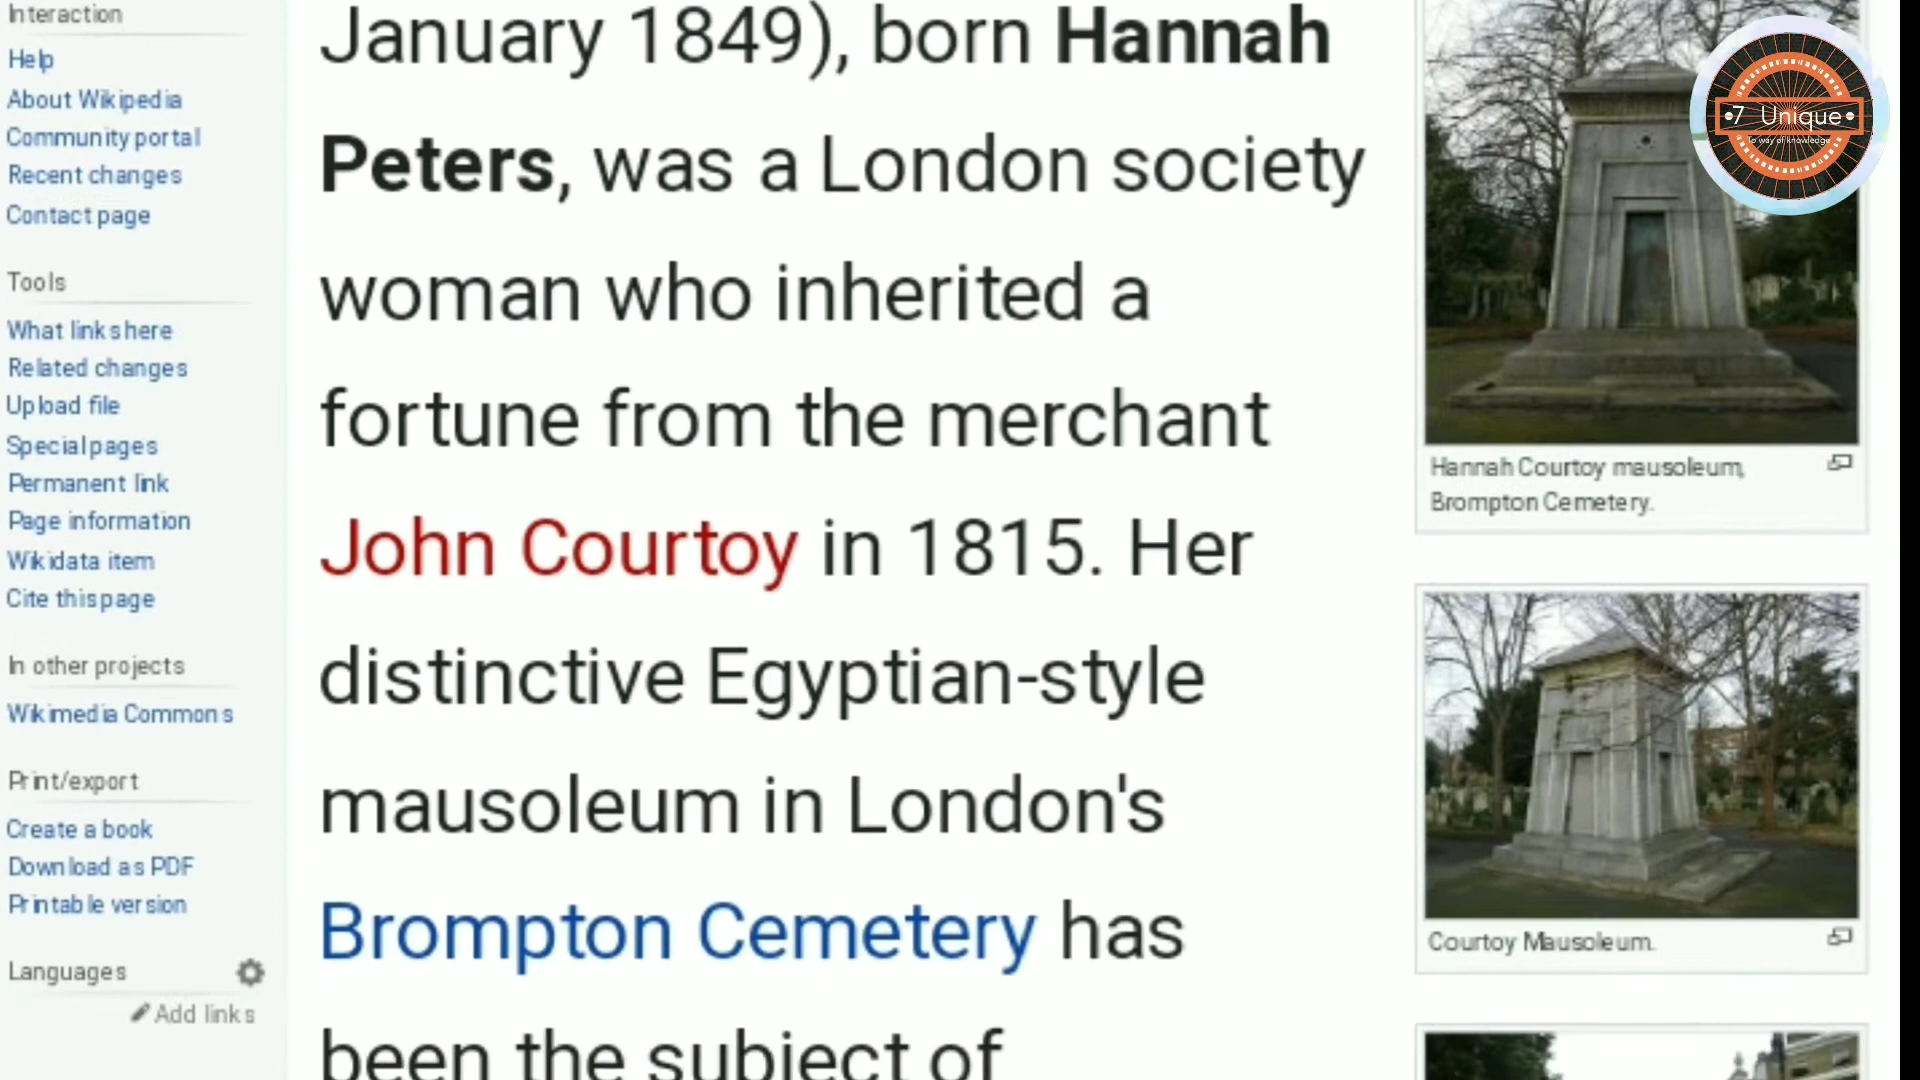 Interaction
Help
About Wikipedia
Community portal
Recent changes
Contact page
Tools
What links here
Related changes
Upload file
Special pages
Permanent link
Page information
Wikidata item
Cite this page
In other projects
Wikimedia Commons
Print/export
Create a book
Download as PDF
Printable version
Languages
Add links
January 1849), born Hannah
Peters, was a London society
woman who inherited a
fortune from the merchant
John Courtoy in 1815. Her
distinctive Egyptian-style
mausoleum in London's
Brompton Cemetery has
been the subject of
Hannah Courtoy mausoleum,
Brompton Cemetery.
Courtoy Mausoleum.
•7 Unique•
To way of knowledge